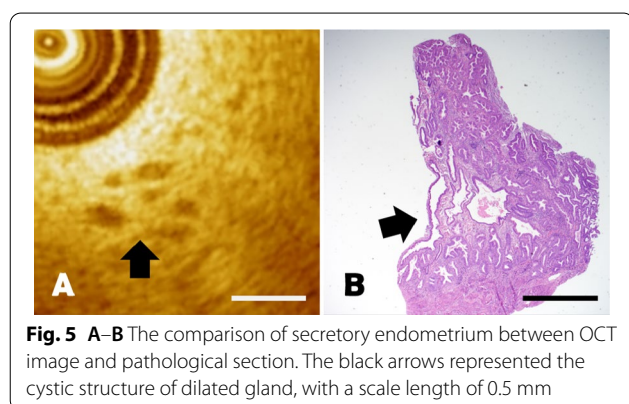 A
B
Fig. 5 A–B The comparison of secretory endometrium between OCT
image and pathological section. The black arrows represented the
cystic structure of dilated gland, with a scale length of 0.5 mm